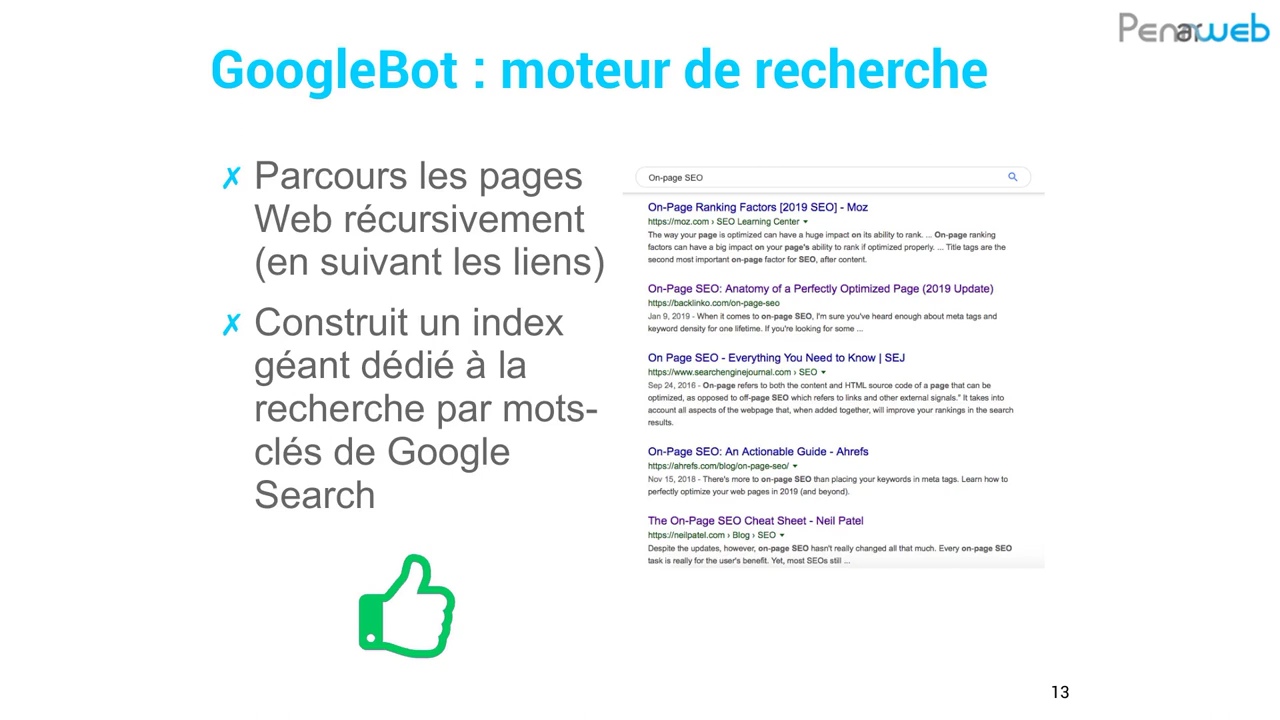 Penarweb
GoogleBot : moteur de recherche
✗ Parcours les pages
Web récursivement
(en suivant les liens)
✗ Construit un index
géant dédié à la
recherche par mots-
clés de Google
Search
On-page SEO
On-Page Ranking Factors [2019 SEO] - Moz
https://moz.com › SEO Learning Center
The way your page is optimized can have a huge impact on its ability to rank. ... On-page ranking
factors can have a big impact on your page's ability to rank if optimized properly. ... Title tags are the
second most important on-page factor for SEO, after content.
On-Page SEO: Anatomy of a Perfectly Optimized Page (2019 Update)
https://backlinko.com/on-page-seo
Jan 9, 2019 - When it comes to on-page SEO, I'm sure you've heard enough about meta tags and
keyword density for one lifetime. If you're looking for some ...
On Page SEO - Everything You Need to Know | SEJ
https://www.searchenginejournal.com › SEO
Sep 24, 2016 - On-page refers to both the content and HTML source code of a page that can be
optimized, as opposed to off-page SEO which refers to links and other external signals." It takes into
account all aspects of the webpage that, when added together, will improve your rankings in the search
results.
On-Page SEO: An Actionable Guide - Ahrefs
https://ahrefs.com/blog/on-page-seo/
Nov 15, 2018 - There's more to on-page SEO than placing your keywords in meta tags. Learn how to
perfectly optimize your web pages in 2019 (and beyond).
The On-Page SEO Cheat Sheet - Neil Patel
https://neilpatel.com › Blog › SEO
Despite the updates, however, on-page SEO hasn't really changed all that much. Every on-page SEO
task is really for the user's benefit. Yet, most SEOs still ...
13